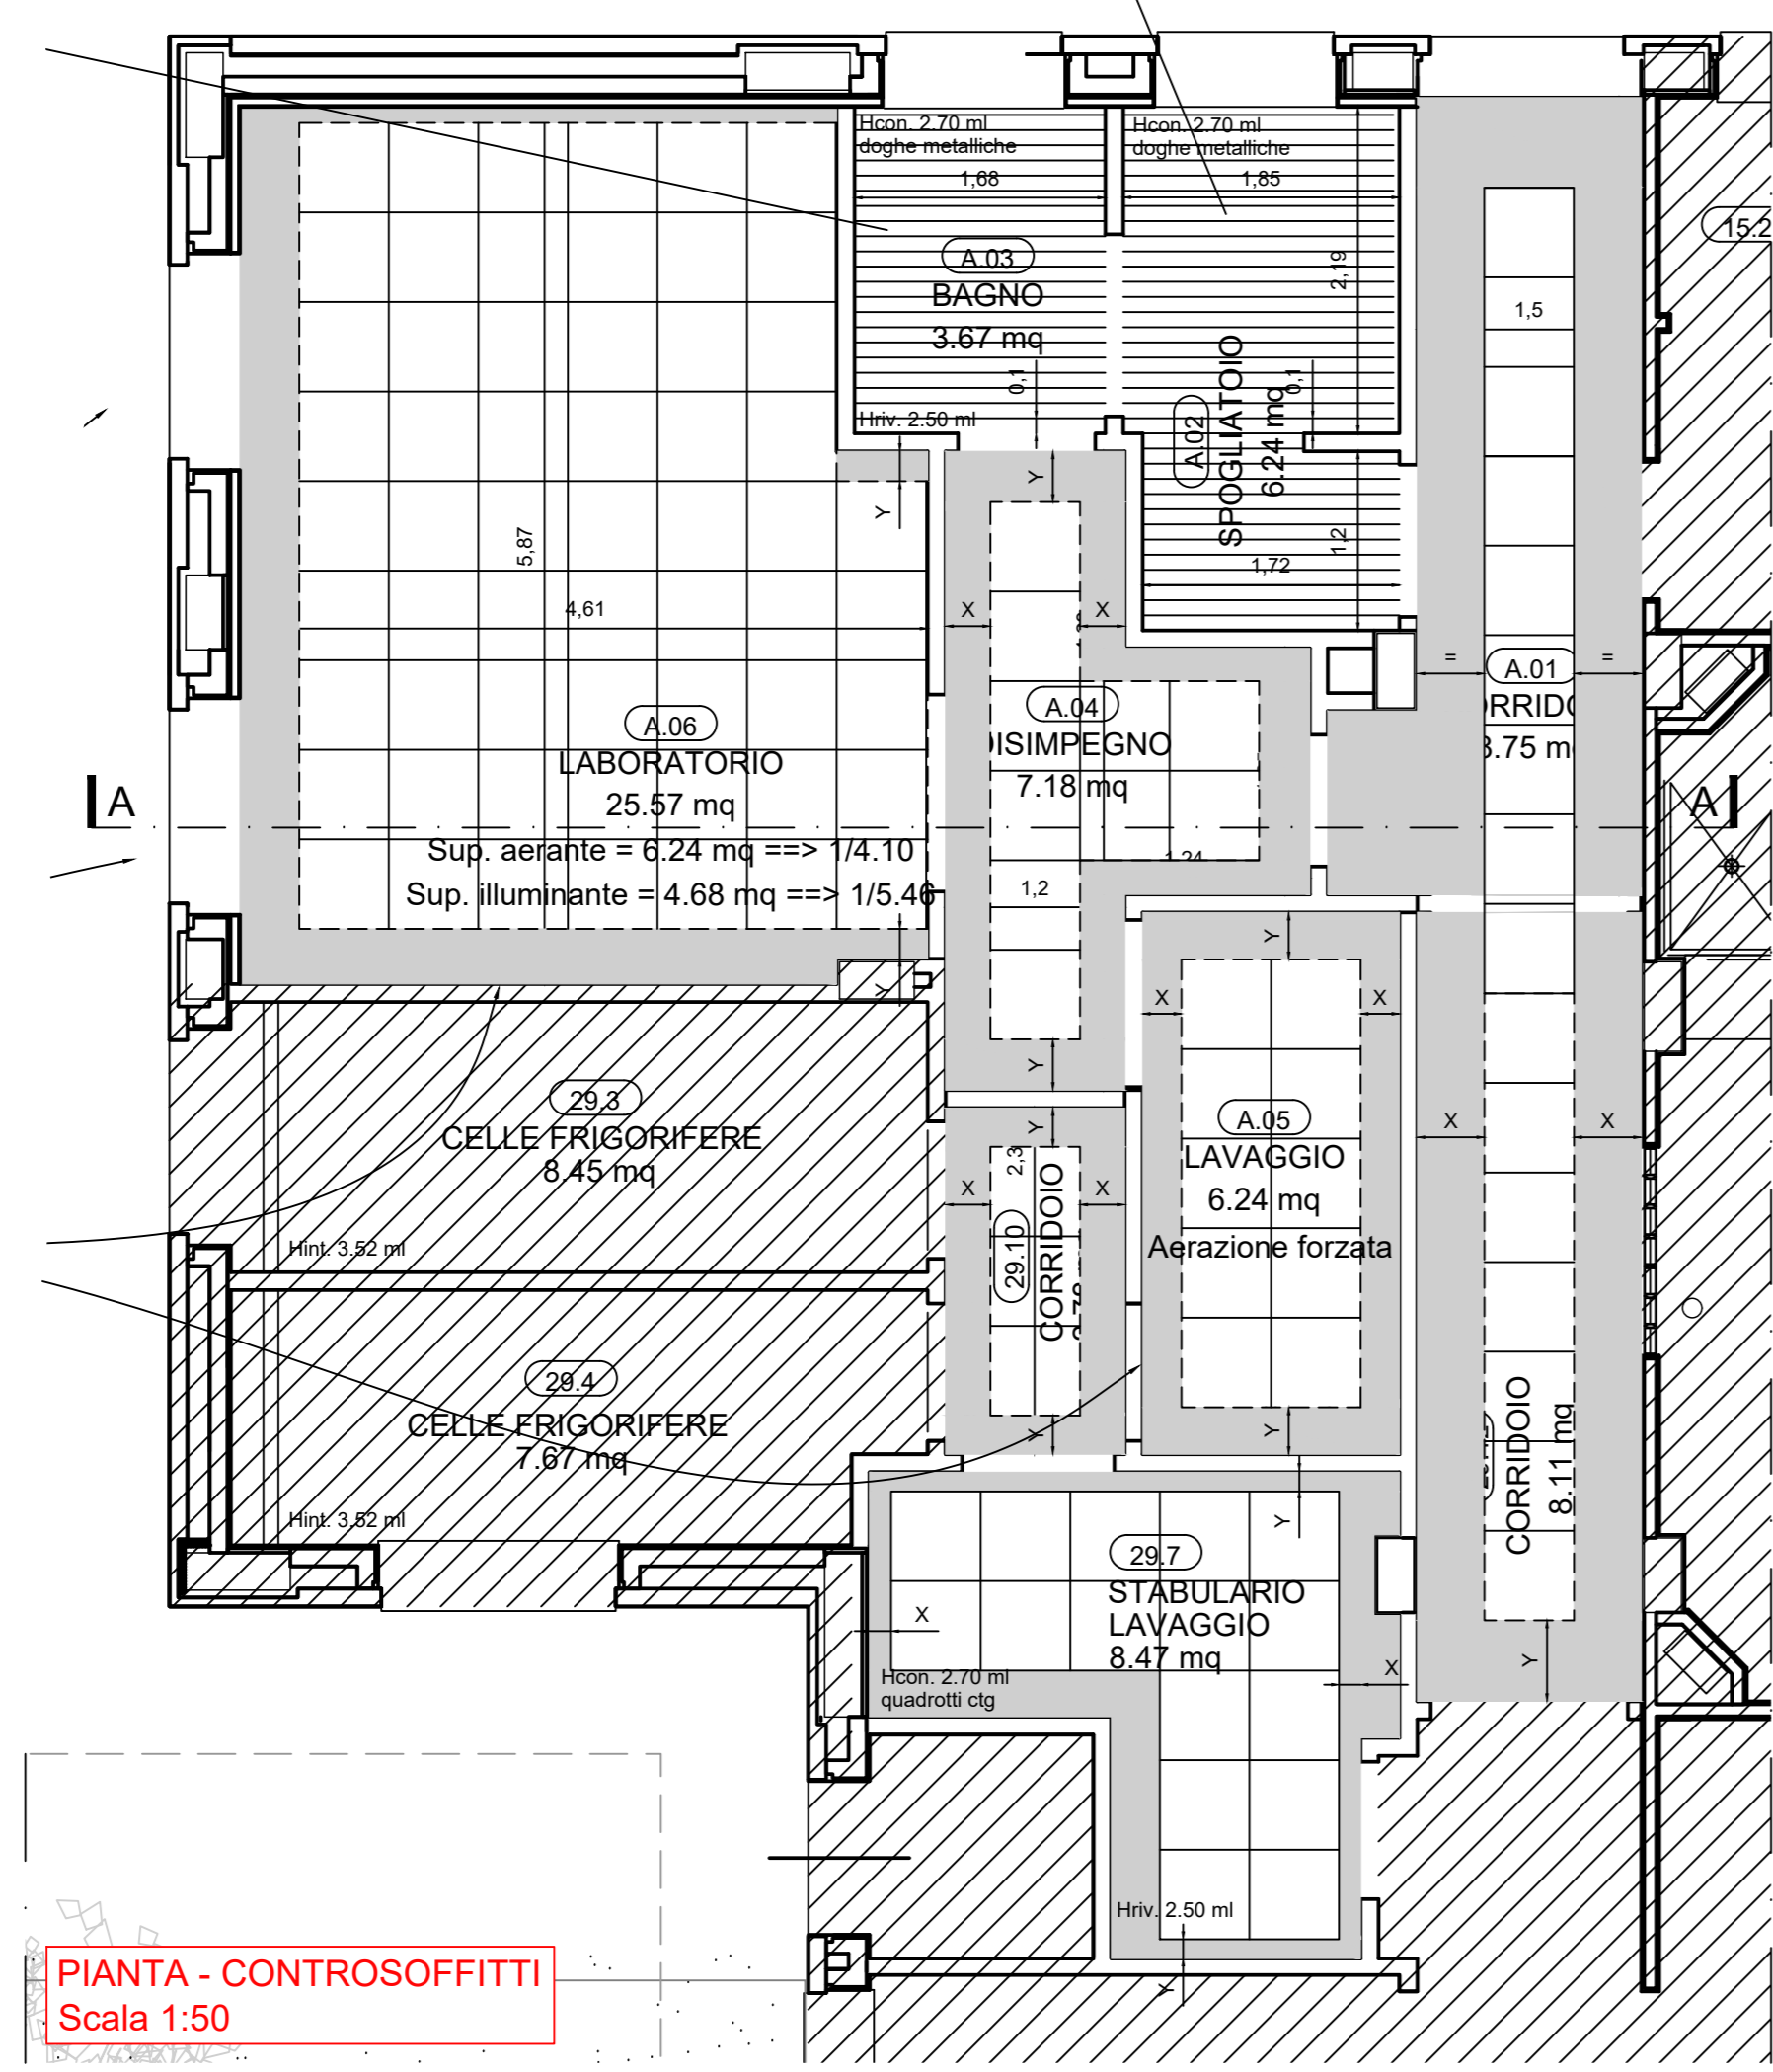 Hcon. 2.70 ml
doghe metalliche
1,68
Hcon. 2.70 ml
doghe metalliche
1,85
15.2
A.03
BAGNO
3.67 mq
2,19
1,5
0,1
Hriv. 2.50 ml
A.02
SPOGLIATOIO
6.24 mq
0,1
1,2
1,72
Y
Y
5,87
4,61
X
X
=
=
A.01
RRIDO
3.75 m
A.06
LABORATORIO
25.57 mq
Sup. aerante = 6.24 mq ==> 1/4.10
Sup. illuminante = 4.68 mq ==> 1/5.46
A.04
ISIMPEGNO
7.18 mq
1,24
1,2
A
A
Y
Y
X
X
Y
29.3
CELLE FRIGORIFERE
8.45 mq
Hint. 3.52 ml
Y
2,3
X
X
29.10
CORRIDOIO
A.05
LAVAGGIO
6.24 mq
Aerazione forzata
X
X
29.4
CELLE FRIGORIFERE
7.67 mq
Hint. 3.52 ml
Y
Y
CORRIDOIO
8.11 mq
Y
29.7
STABULARIO
LAVAGGIO
8.47 mq
X
X
Y
Hcon. 2.70 ml
quadrotti ctg
Hriv. 2.50 ml
Y
PIANTA - CONTROSOFFITTI
Scala 1:50